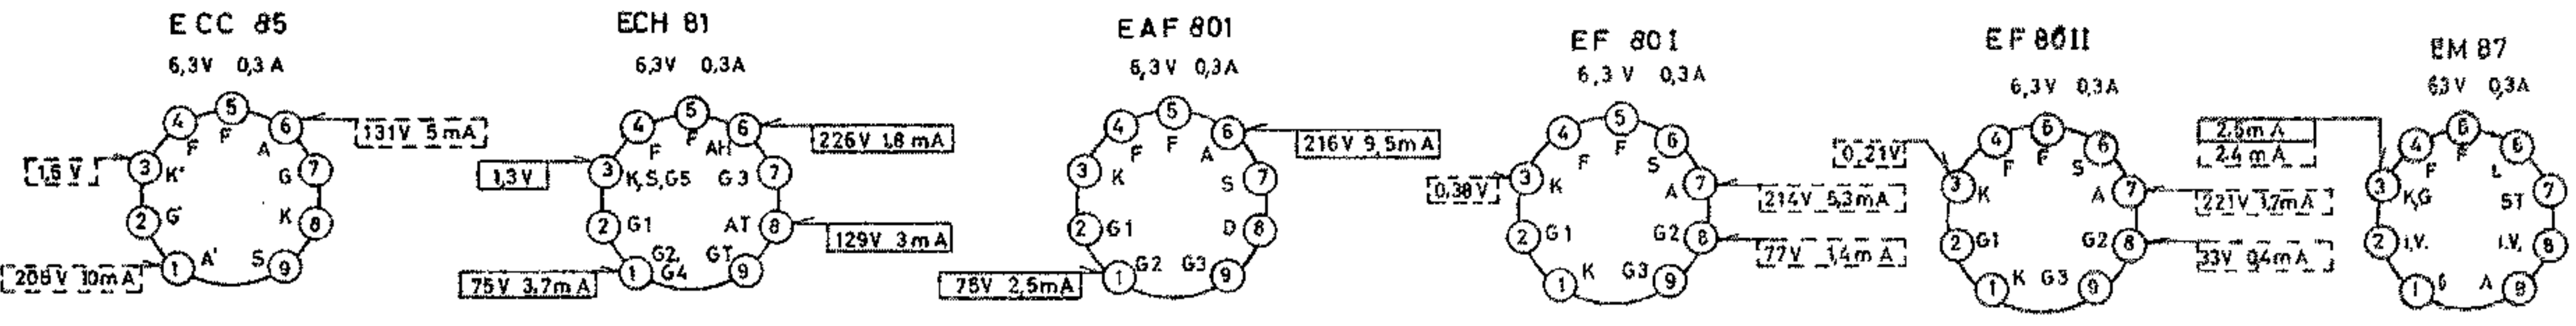 ECC 85
6,3V 0,3A
5
4
6
131V 5mA
F
F
A
1,6 V
3
K'
G
7
2
G'
K
8
208V 10mA
1
A'
S
9
ECH 81
6,3V 0,3A
5
4
6
226V 1,8 mA
F
F
AH
1,3V
3
K,S,G5
G3
7
2
G1
AT
8
129V 3mA
75V 3,7mA
1
G2,
G4
GT
9
EAF 801
6,3V 0,3A
5
4
6
216V 9,5mA
F
F
A
3
K
S
7
2
G1
D
8
75V 2,5mA
1
G2
G3
9
EF 801
6,3V 0,3A
5
4
6
F
F
S
0,38V
3
K
A
7
214V 5,3mA
2
G1
G2
8
77V 1,4mA
1
K
G3
9
EF 8011
6,3V 0,3A
5
4
6
F
F
S
0,21V
3
K
A
7
221V 1,7mA
2
G1
G2
8
33V 0,4mA
1
K
G3
9
EM 87
6,3V 0,3A
5
4
6
2.6mA
2.4mA
F
F
L
3
K,G
ST
7
2
i.V.
i.V.
8
1
A
9